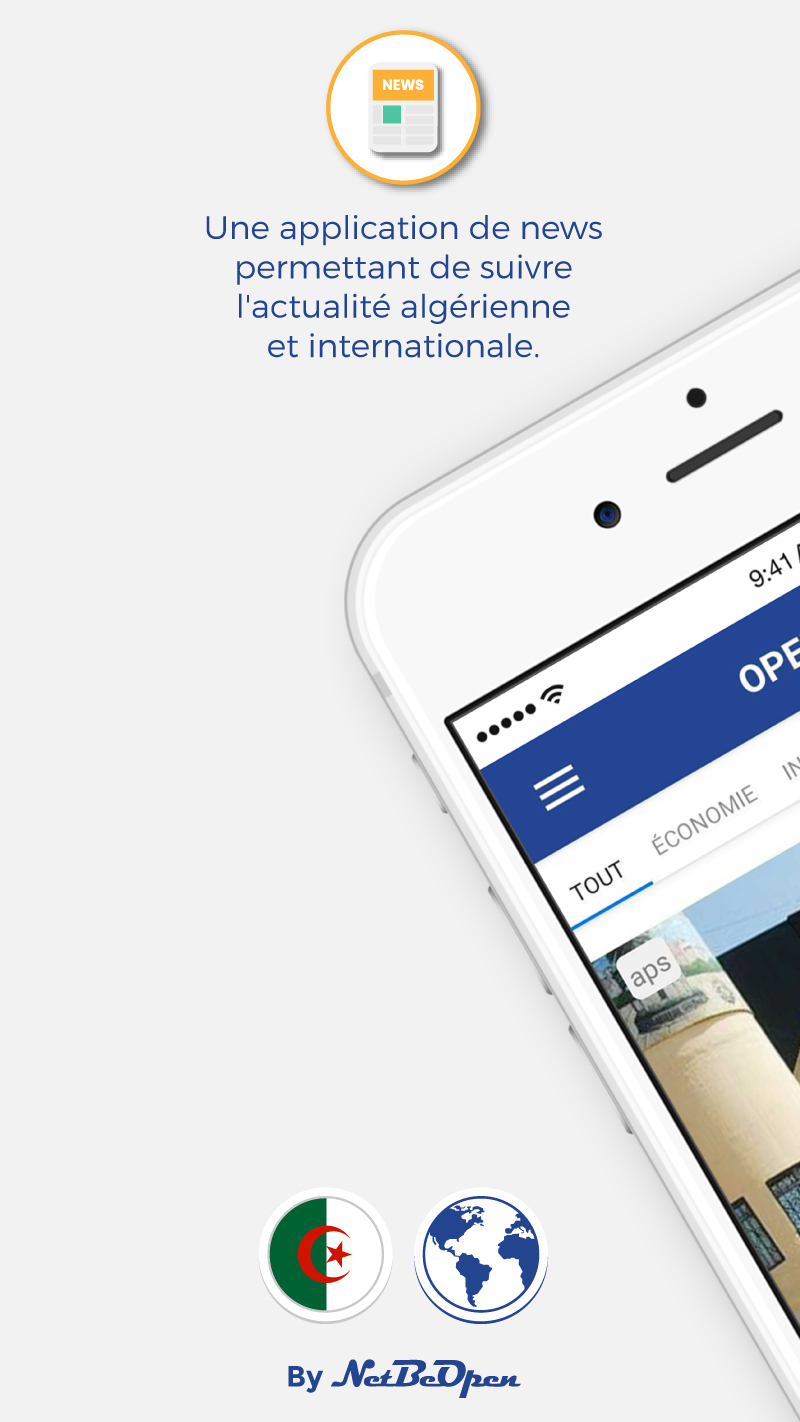 NEWS
Une application de news
permettant de suivre
l'actualité algérienne
et internationale.
9:41
OPE
TOUT
ÉCONOMIE
IN
aps
By NetBeOpen